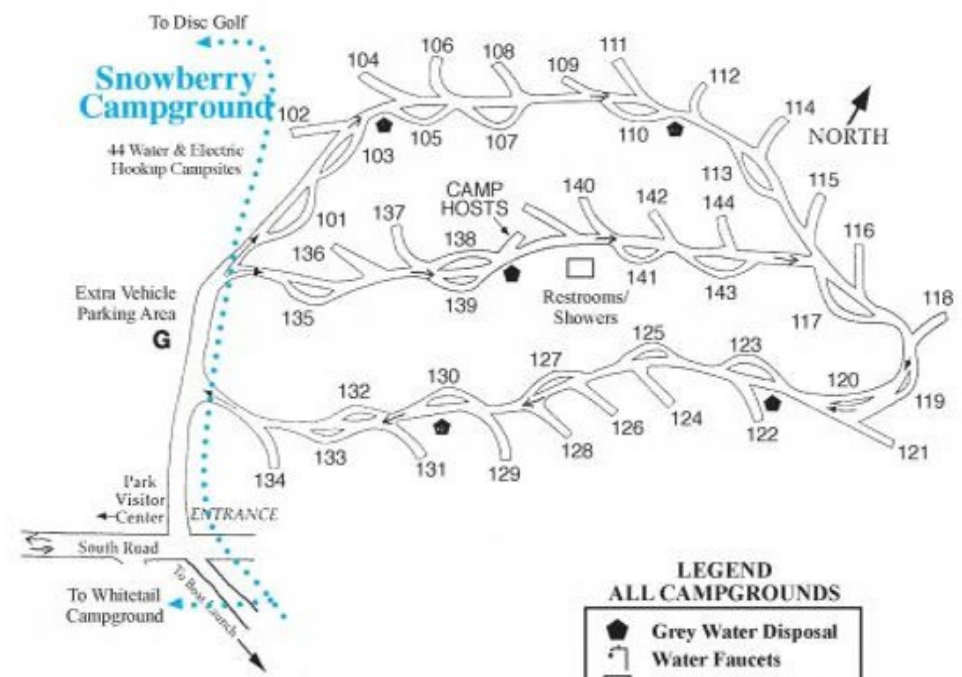 To Disc Golf
Snowberry
Campground
44 Water & Electric
Hookup Campsites
102
104
106
108
109
111
112
114
NORTH
103
105
107
110
113
115
101
CAMP
HOSTS
140
142
144
116
136
137
138
118
Extra Vehicle
Parking Area
G
135
139
Restrooms/
Showers
141
143
117
132
130
127
125
123
120
119
134
133
131
129
128
126
124
122
121
Park
Visitor
Center
ENTRANCE
South Road
To Whitetail
Campground
To Boat Launch
LEGEND
ALL CAMPGROUNDS
Grey Water Disposal
Water Faucets